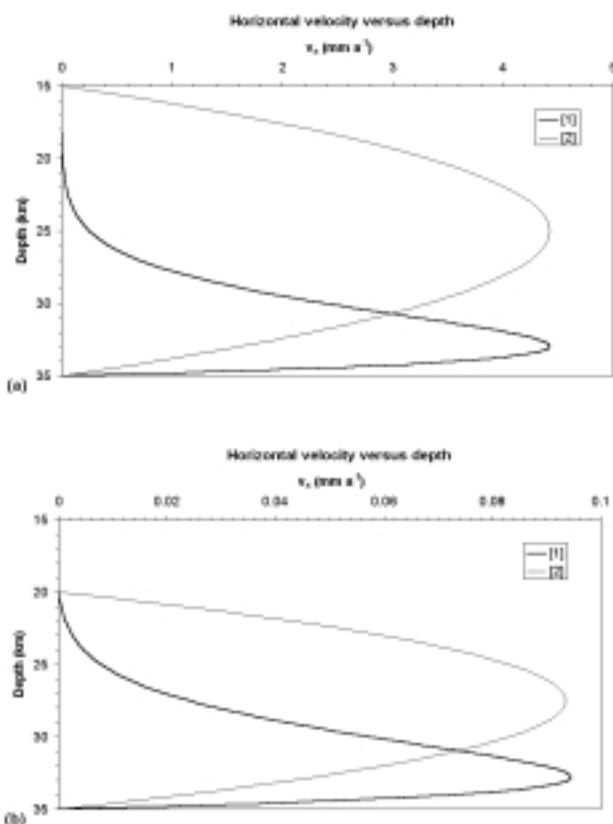 Horizontal velocity versus depth
vₓ (mm a⁻¹)
0 1 2 3 4 5
15
20
25
30
35
Depth (km)
[1]
[2]
(a)
Horizontal velocity versus depth
vₓ (mm a⁻¹)
0 0.02 0.04 0.06 0.08 0.1
15
20
25
30
35
Depth (km)
[1]
[2]
(b)